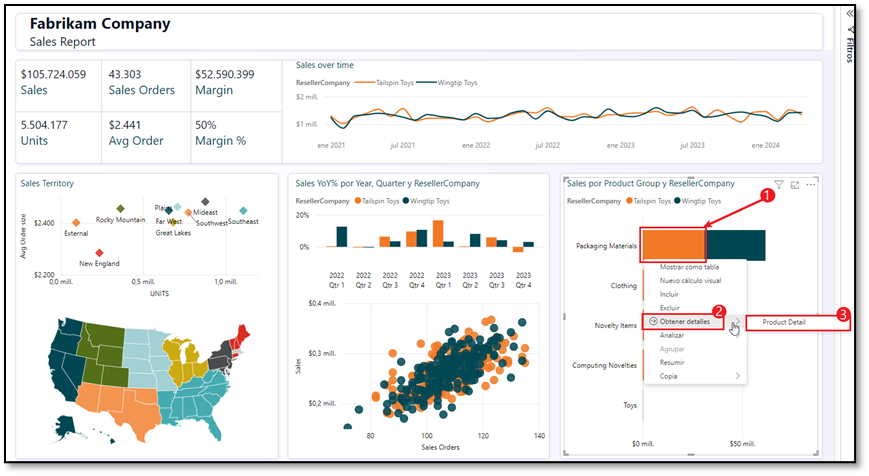 Fabrikam Company
Sales Report
Filtros
$105.724.059
Sales
43.303
Sales Orders
$52.590.399
Margin
5.504.177
Units
$2.441
Avg Order
50%
Margin %
Sales over time
ResellerCompany Tailspin Toys Wingtip Toys
$2 mill.
$1 mill.
ene 2021 jul 2021 ene 2022 jul 2022 ene 2023 jul 2023 ene 2024
Sales Territory
Avg Order size
$2.400
$2.200
External
Rocky Mountain
Plains
Far West
Great Lakes
Mideast
Southwest
Southeast
New England
0,0 mill. 0,5 mill. 1,0 mill.
UNITS
Sales YoY% por Year, Quarter y ResellerCompany
ResellerCompany Tailspin Toys Wingtip Toys
20%
0%
2022 2022 2022 2022 2023 2023 2023 2023
Qtr 1 Qtr 2 Qtr 3 Qtr 4 Qtr 1 Qtr 2 Qtr 3 Qtr 4
$0,4 mill.
$0,3 mill.
$0,2 mill.
Sales
80 100 120 140
Sales Orders
Sales por Product Group y ResellerCompany
ResellerCompany Tailspin Toys Wingtip Toys
1
Packaging Materials
Clothing
Novelty Items
Computing Novelties
Toys
$0 mill. $50 mill.
Mostrar como tabla
Nuevo cálculo visual
Incluir
Excluir
2
Obtener detalles
3
Product Detail
Analizar
Agrupar
Resumir
Copia